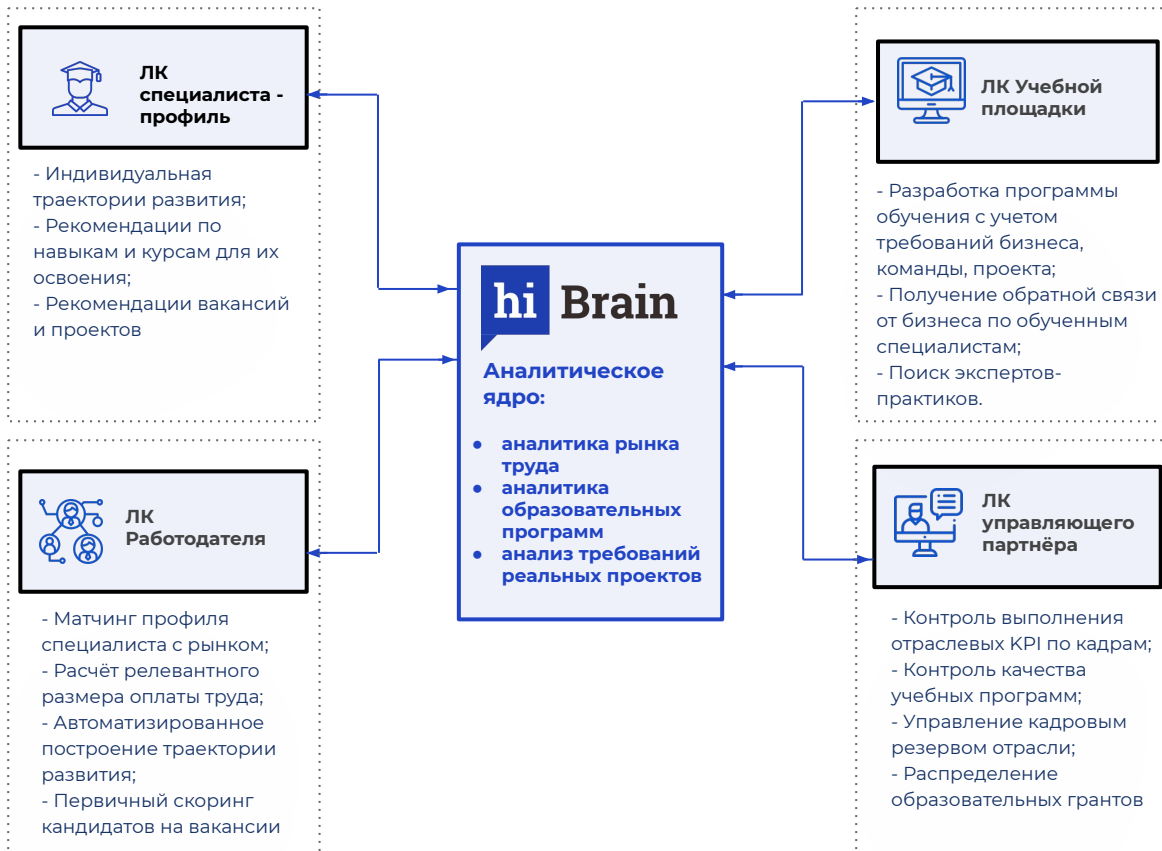 ЛК
специалиста -
профиль
- Индивидуальная
траектории развития;
- Рекомендации по
навыкам и курсам для их
освоения;
- Рекомендации вакансий
и проектов
ЛК Учебной
площадки
- Разработка программы
обучения с учетом
требований бизнеса,
команды, проекта;
- Получение обратной связи
от бизнеса по обученным
специалистам;
- Поиск экспертов-
практиков.
hi Brain
Аналитическое
ядро:
● аналитика рынка
труда
● аналитика
образовательных
программ
● анализ требований
реальных проектов
ЛК
Работодателя
- Матчинг профиля
специалиста с рынком;
- Расчёт релевантного
размера оплаты труда;
- Автоматизированное
построение траектории
развития;
- Первичный скоринг
кандидатов на вакансии
ЛК
управляющего
партнёра
- Контроль выполнения
отраслевых KPI по кадрам;
- Контроль качества
учебных программ;
- Управление кадровым
резервом отрасли;
- Распределение
образовательных грантов